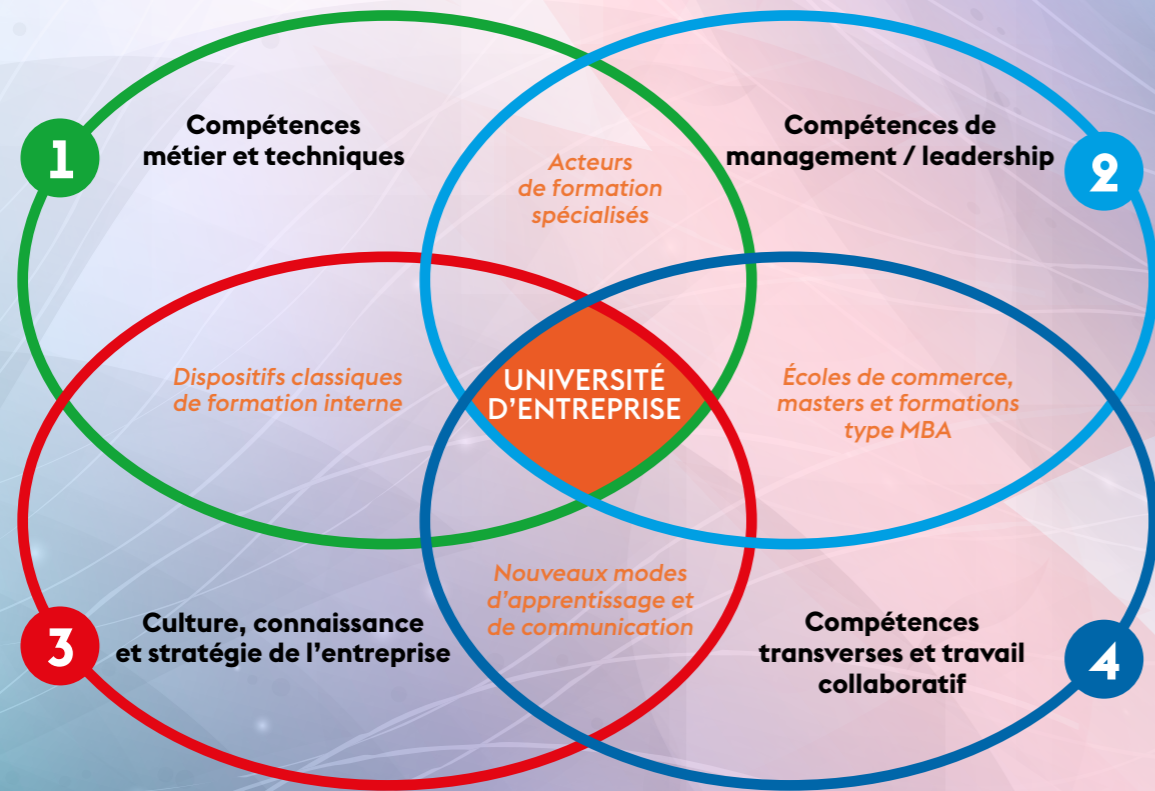 1
Compétences
métier et techniques
Acteurs
de formation
spécialisés
Compétences de
management / leadership
2
Dispositifs classiques
de formation interne
UNIVERSITÉ
D’ENTREPRISE
Écoles de commerce,
masters et formations
type MBA
3
Culture, connaissance
et stratégie de l’entreprise
Nouveaux modes
d’apprentissage et
de communication
Compétences
transverses et travail
collaboratif
4